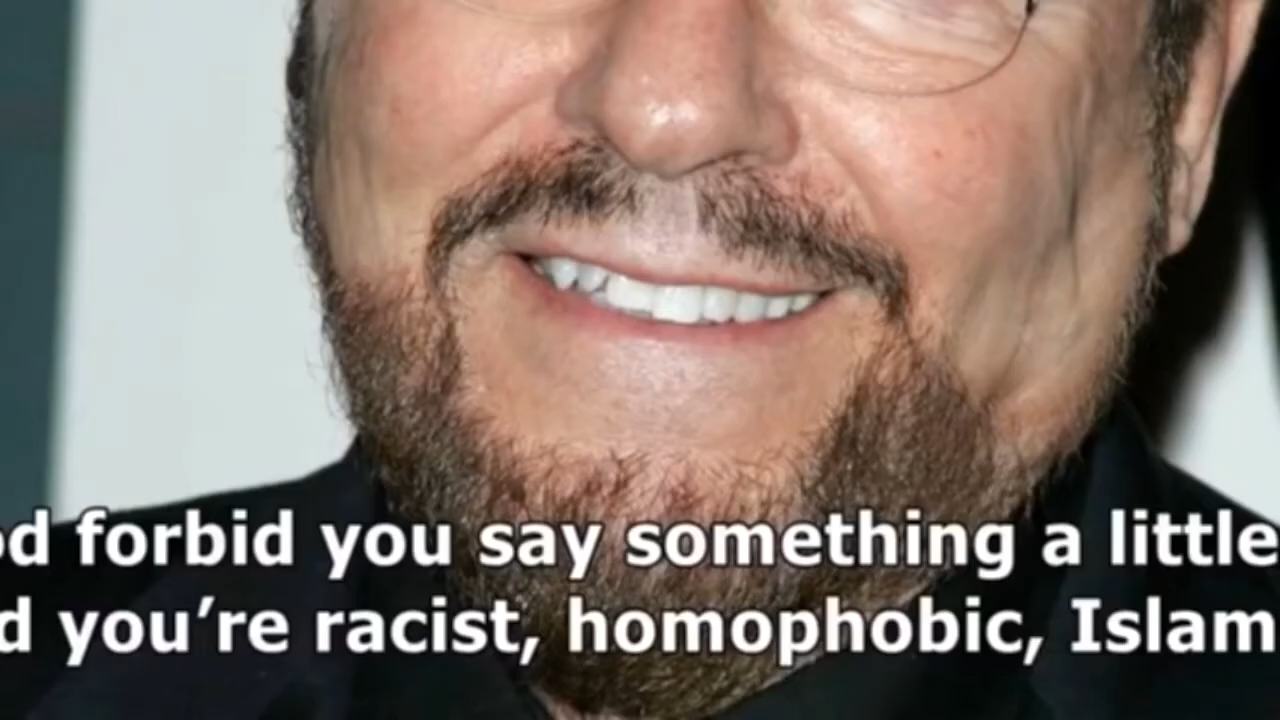 od forbid you say something a little
d you’re racist, homophobic, Islam